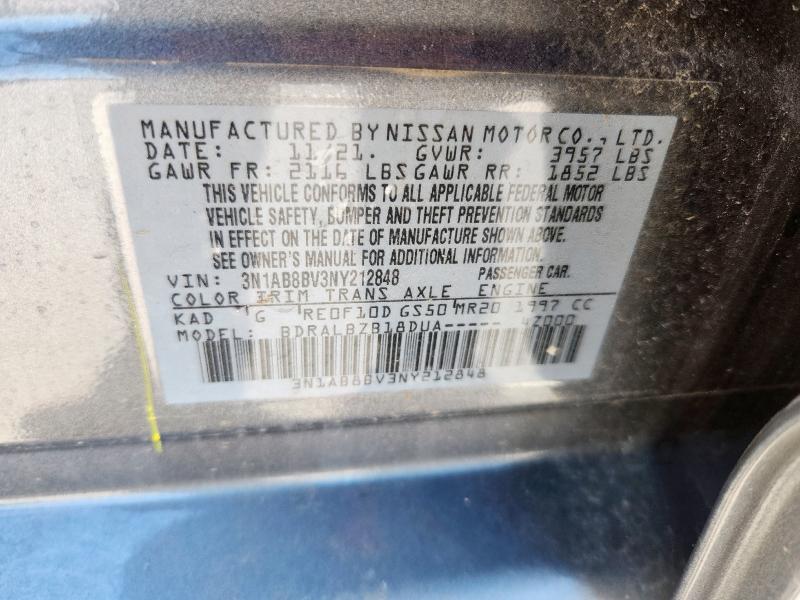 MANUFACTURED BY NISSAN MOTOR CO., LTD.
DATE: 11/21. GVWR: 3957 LBS
GAWR FR: 2116 LBS GAWR RR: 1852 LBS
THIS VEHICLE CONFORMS TO ALL APPLICABLE FEDERAL MOTOR
VEHICLE SAFETY, BUMPER AND THEFT PREVENTION STANDARDS
IN EFFECT ON THE DATE OF MANUFACTURE SHOWN ABOVE.
SEE OWNER'S MANUAL FOR ADDITIONAL INFORMATION.
VIN: 3N1AB8BV3NY212848 PASSENGER CAR.
COLOR TRIM TRANS AXLE ENGINE
KAD G RE0F10D GS50 MR20 1997 CC
MODEL: BDRALBZB18DUA----- 4Z000
3N1AB8BV3NY212848